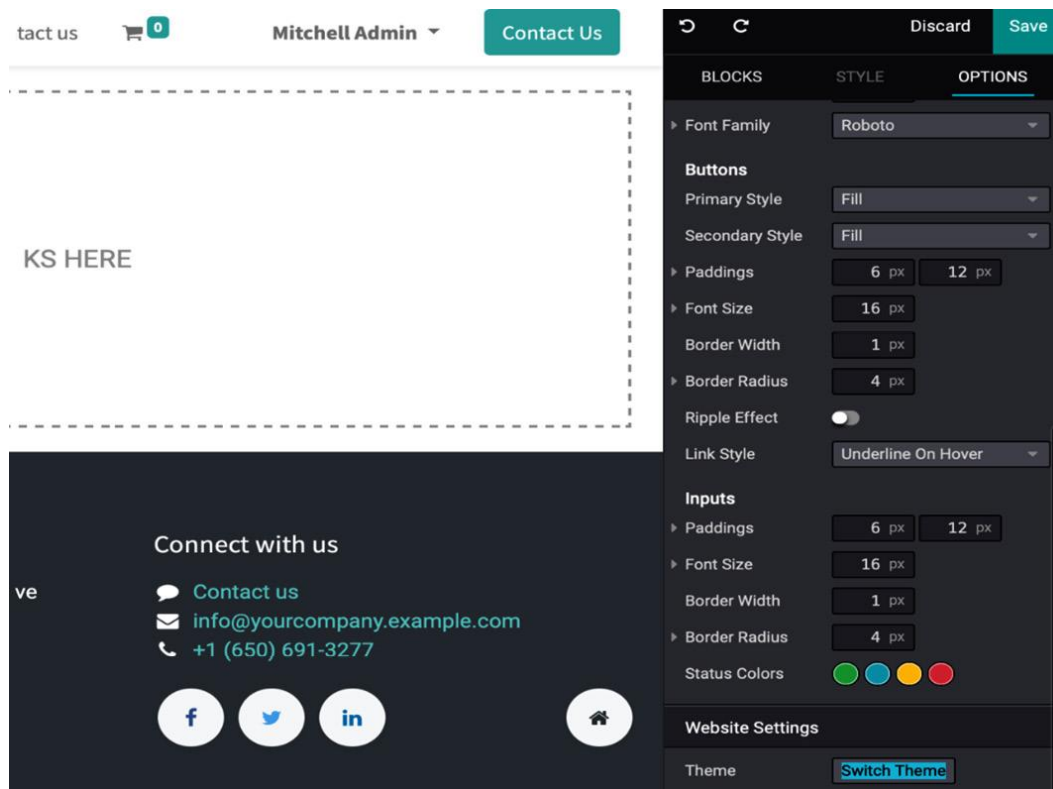 tact us 0 Mitchell Admin Contact Us
KS HERE
Connect with us
ve
Contact us
info@yourcompany.example.com
+1 (650) 691-3277
f in
Discard Save
BLOCKS STYLE OPTIONS
Font Family Roboto
Buttons
Primary Style Fill
Secondary Style Fill
Paddings 6 px 12 px
Font Size 16 px
Border Width 1 px
Border Radius 4 px
Ripple Effect
Link Style Underline On Hover
Inputs
Paddings 6 px 12 px
Font Size 16 px
Border Width 1 px
Border Radius 4 px
Status Colors
Website Settings
Theme Switch Theme